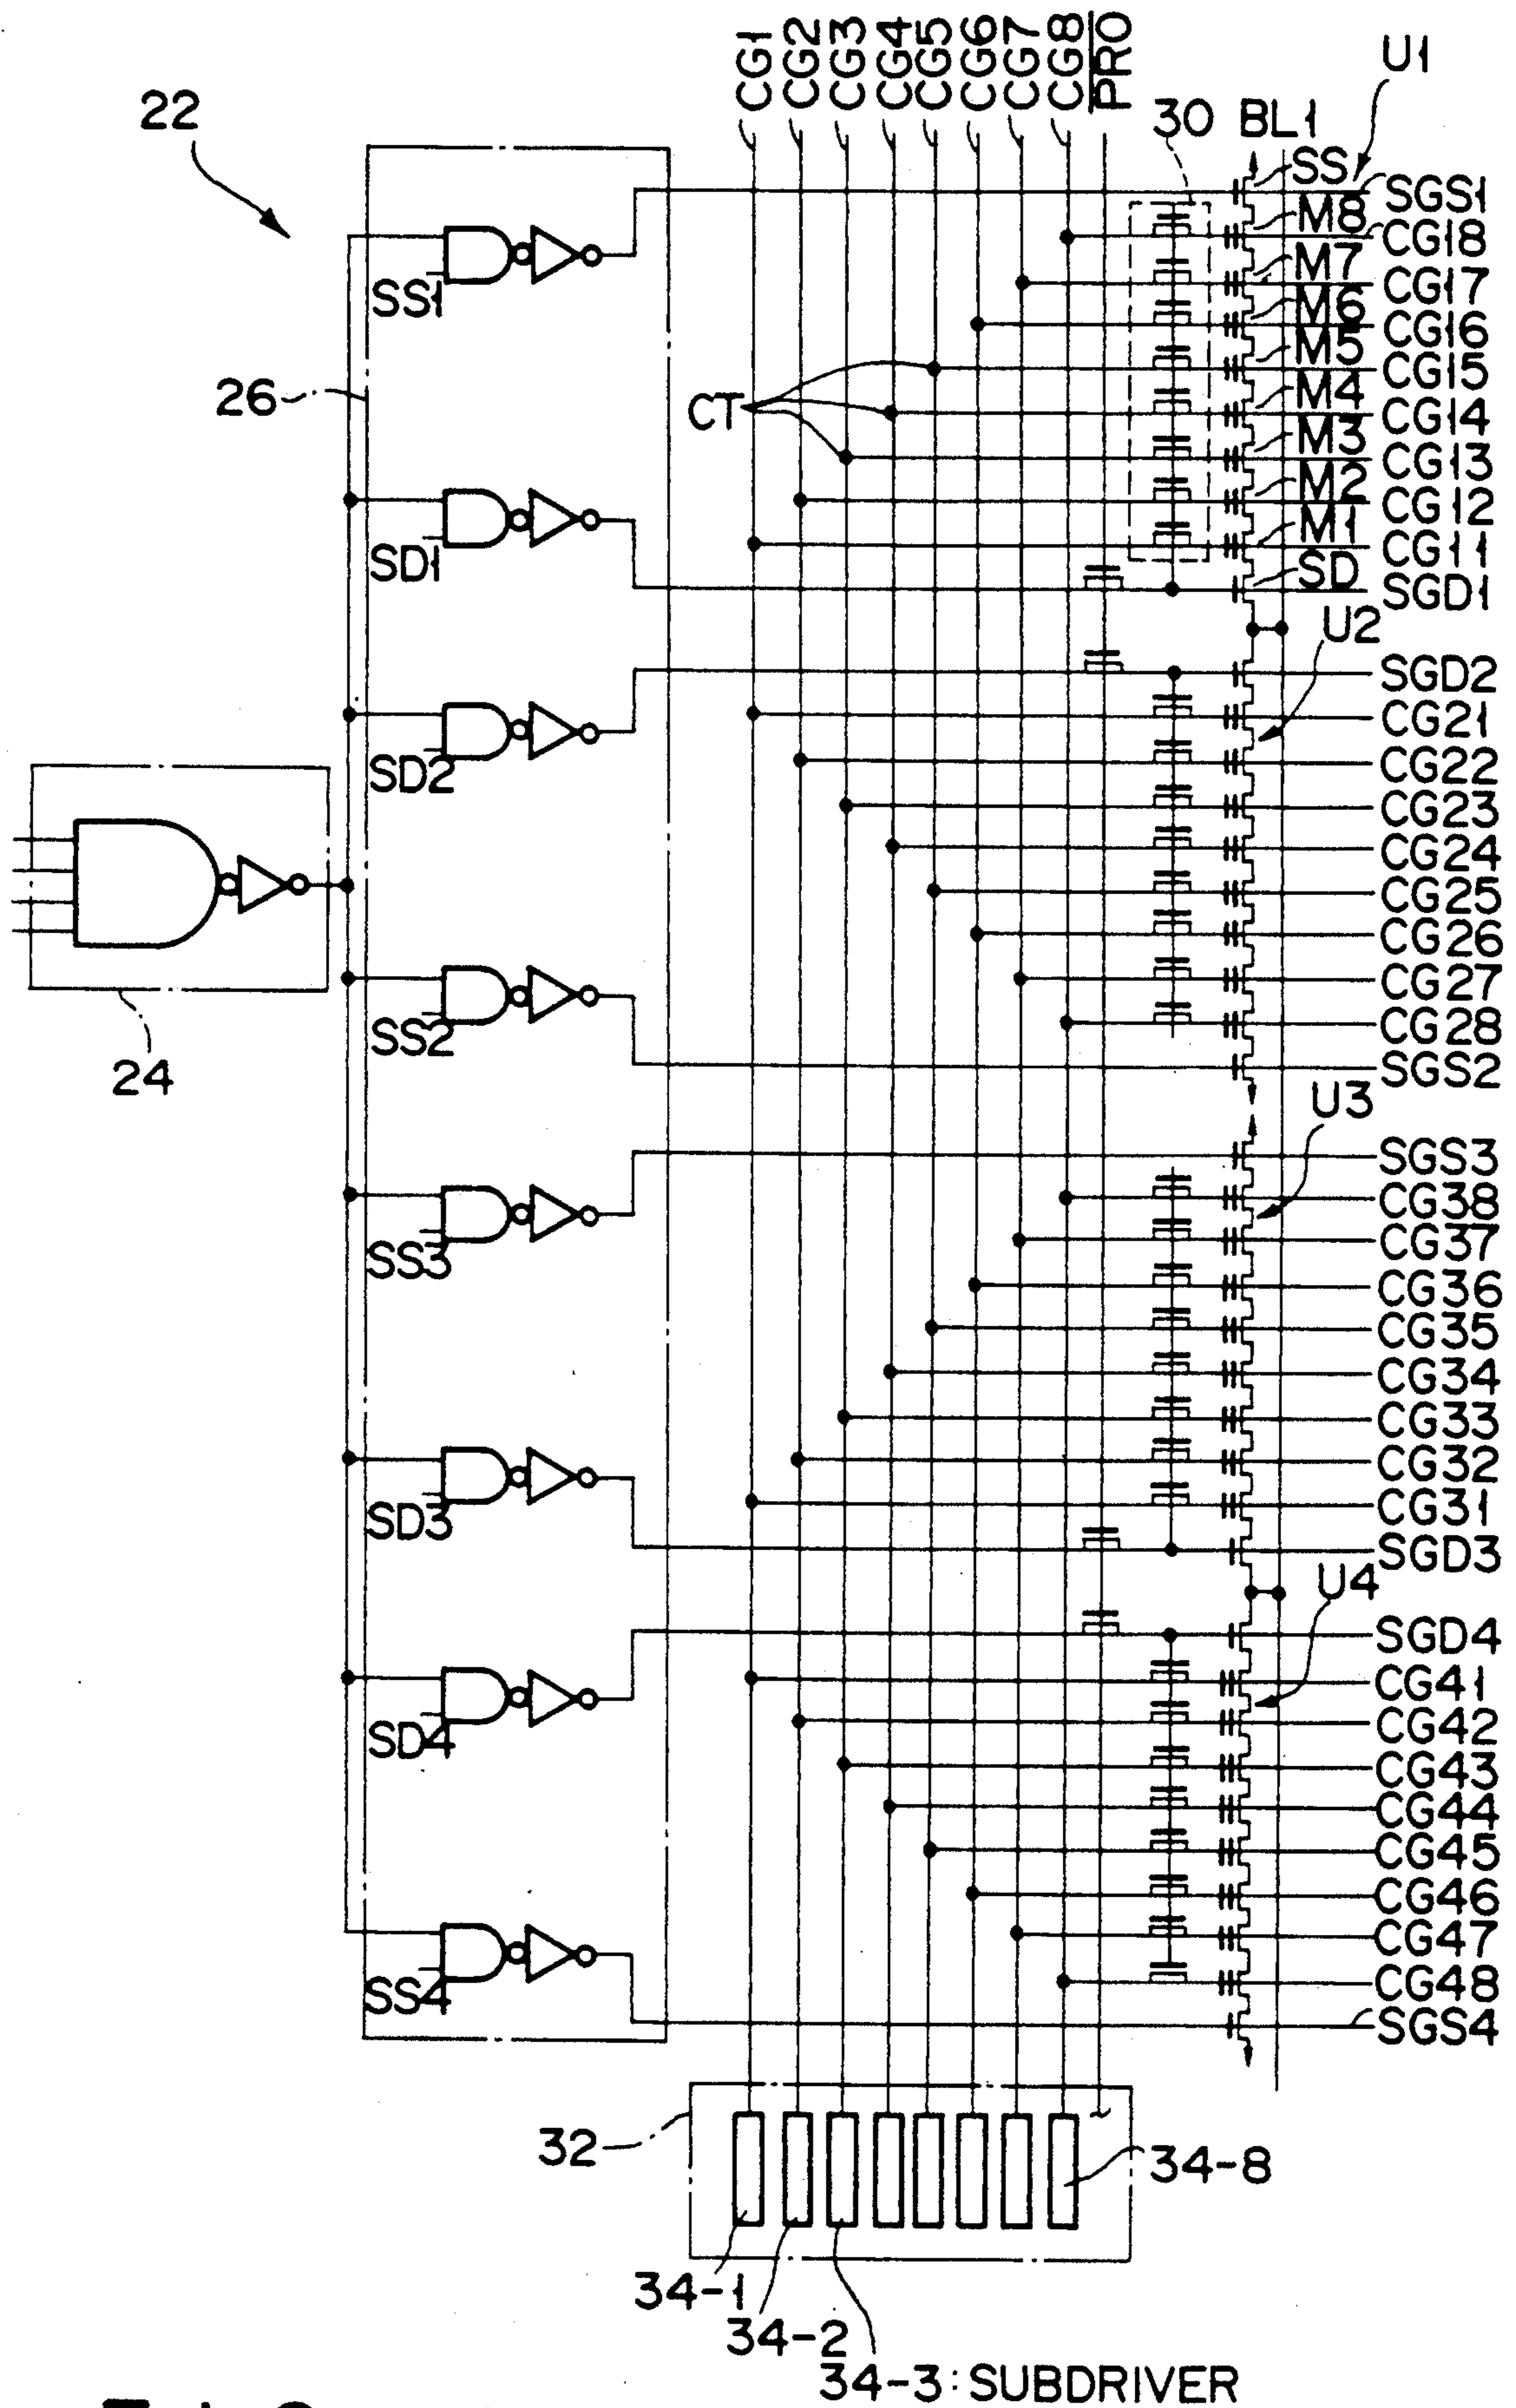 CG1
CG2
CG3
CG4
CG5
CG6
CG7
CG8
PRO
U1
22
30
BL1
SS
SGS1
M8
CG18
SS1
M7
CG17
M6
CG16
M5
CG15
26
CT
M4
CG14
M3
CG13
M2
CG12
M1
CG11
SD1
SD
SGD1
U2
SGD2
CG21
SD2
CG22
CG23
CG24
CG25
CG26
CG27
SS2
CG28
24
SGS2
U3
SGS3
CG38
SS3
CG37
CG36
CG35
CG34
CG33
CG32
SD3
CG31
SGD3
U4
SGD4
CG41
SD4
CG42
CG43
CG44
CG45
CG46
CG47
SS4
CG48
SGS4
32
34-8
34-1
34-2
34-3 : SUBDRIVER